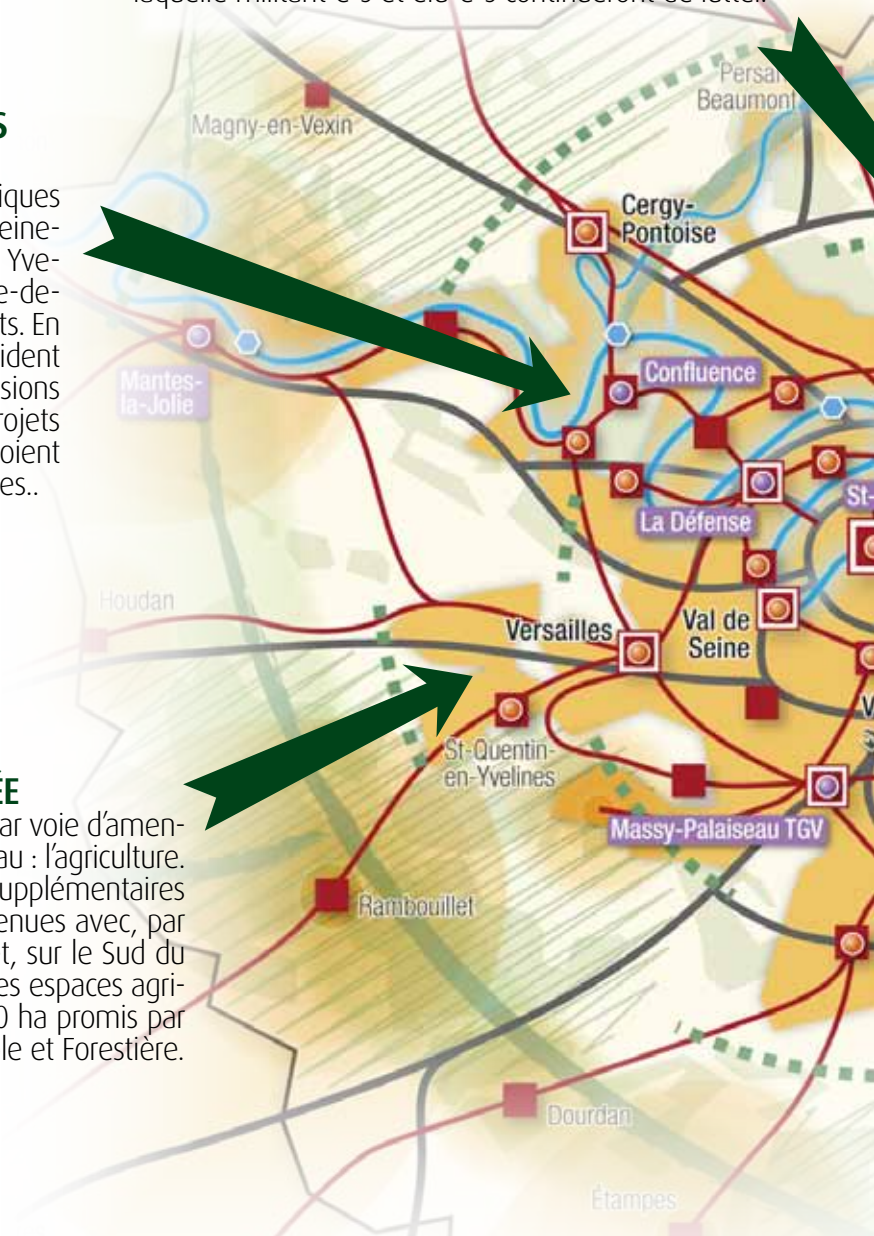 laquelle militant-e-s et élu-e-s continueront de lutter.
S
iques
eine-
Yve-
e-de-
ts. En
ident
sions
rojets
oient
es..
ÉE
ar voie d'amen-
au : l'agriculture.
upplémentaires
enues avec, par
t, sur le Sud du
es espaces agri-
0 ha promis par
le et Forestière.
Persan
Beaumont
Magny-en-Vexin
Cergy-
Pontoise
Mantes-
la-Jolie
Confluence
La Défense
St-
Houdan
Versailles
Val de
Seine
V
St-Quentin-
en-Yvelines
Massy-Palaiseau TGV
Rambouillet
Dourdan
Étampes